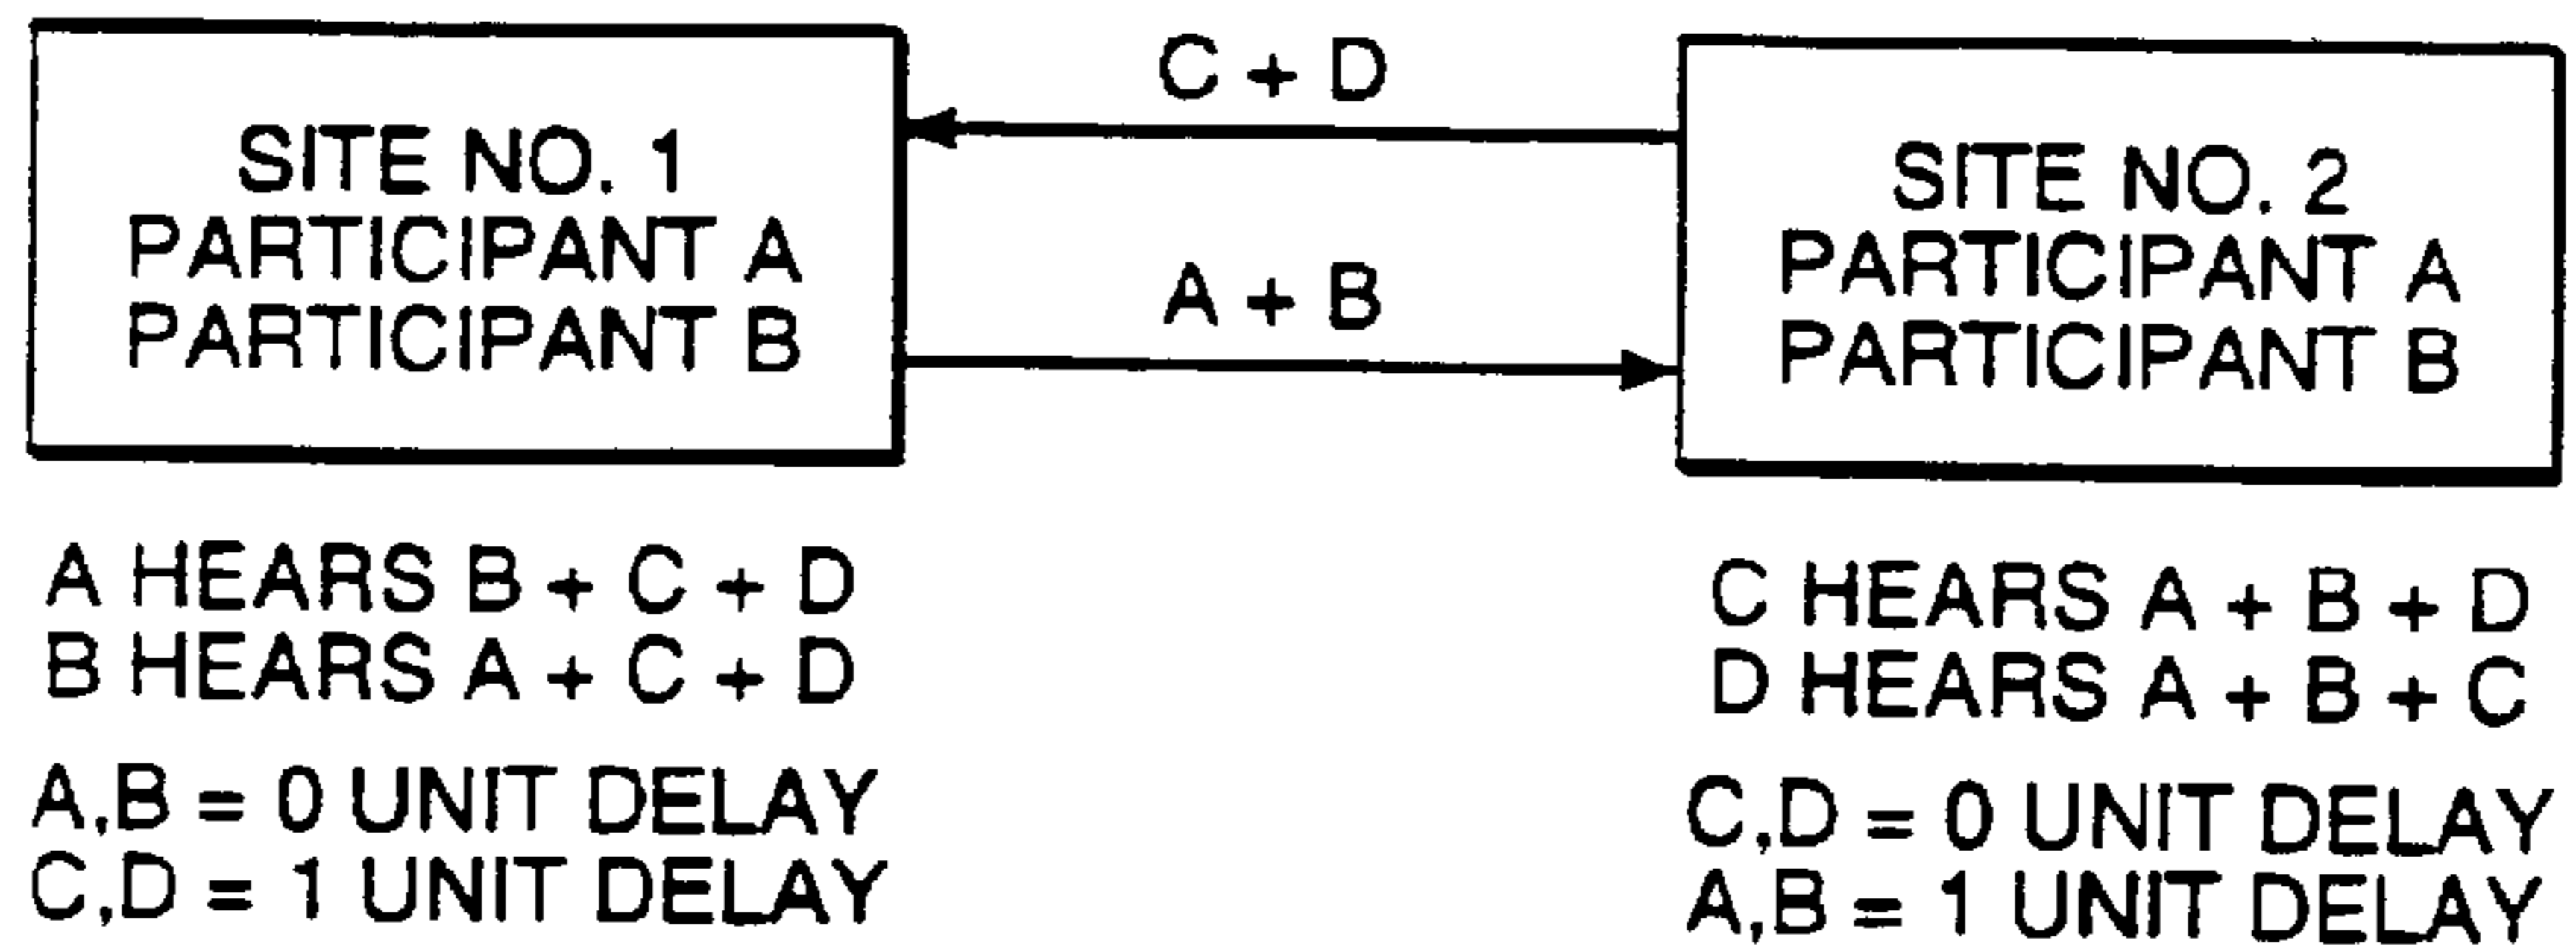 SITE NO. 1
PARTICIPANT A
PARTICIPANT B
C + D
A + B
SITE NO. 2
PARTICIPANT A
PARTICIPANT B
A HEARS B + C + D
B HEARS A + C + D
A,B = 0 UNIT DELAY
C,D = 1 UNIT DELAY
C HEARS A + B + D
D HEARS A + B + C
C,D = 0 UNIT DELAY
A,B = 1 UNIT DELAY